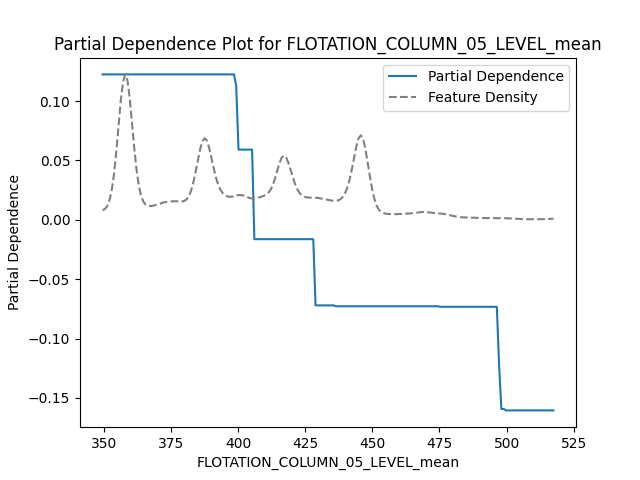 Partial Dependence Plot for FLOTATION_COLUMN_05_LEVEL_mean
Partial Dependence
Feature Density
Partial Dependence
0.10
0.05
0.00
−0.05
−0.10
−0.15
350
375
400
425
450
475
500
525
FLOTATION_COLUMN_05_LEVEL_mean